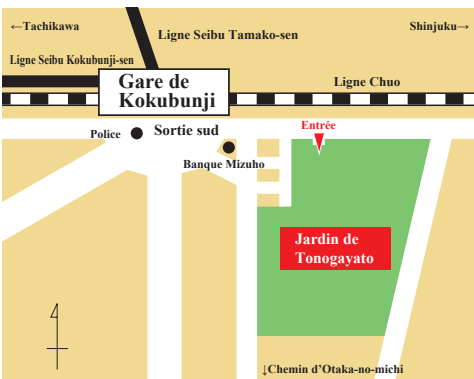 ←Tachikawa
Shinjuku→
Ligne Seibu Tamako-sen
Ligne Seibu Kokubunji-sen
Gare de
Kokubunji
Ligne Chuo
Police
Sortie sud
Entrée
Banque Mizuho
Jardin de
Tonogayato
↓Chemin d'Otaka-no-michi